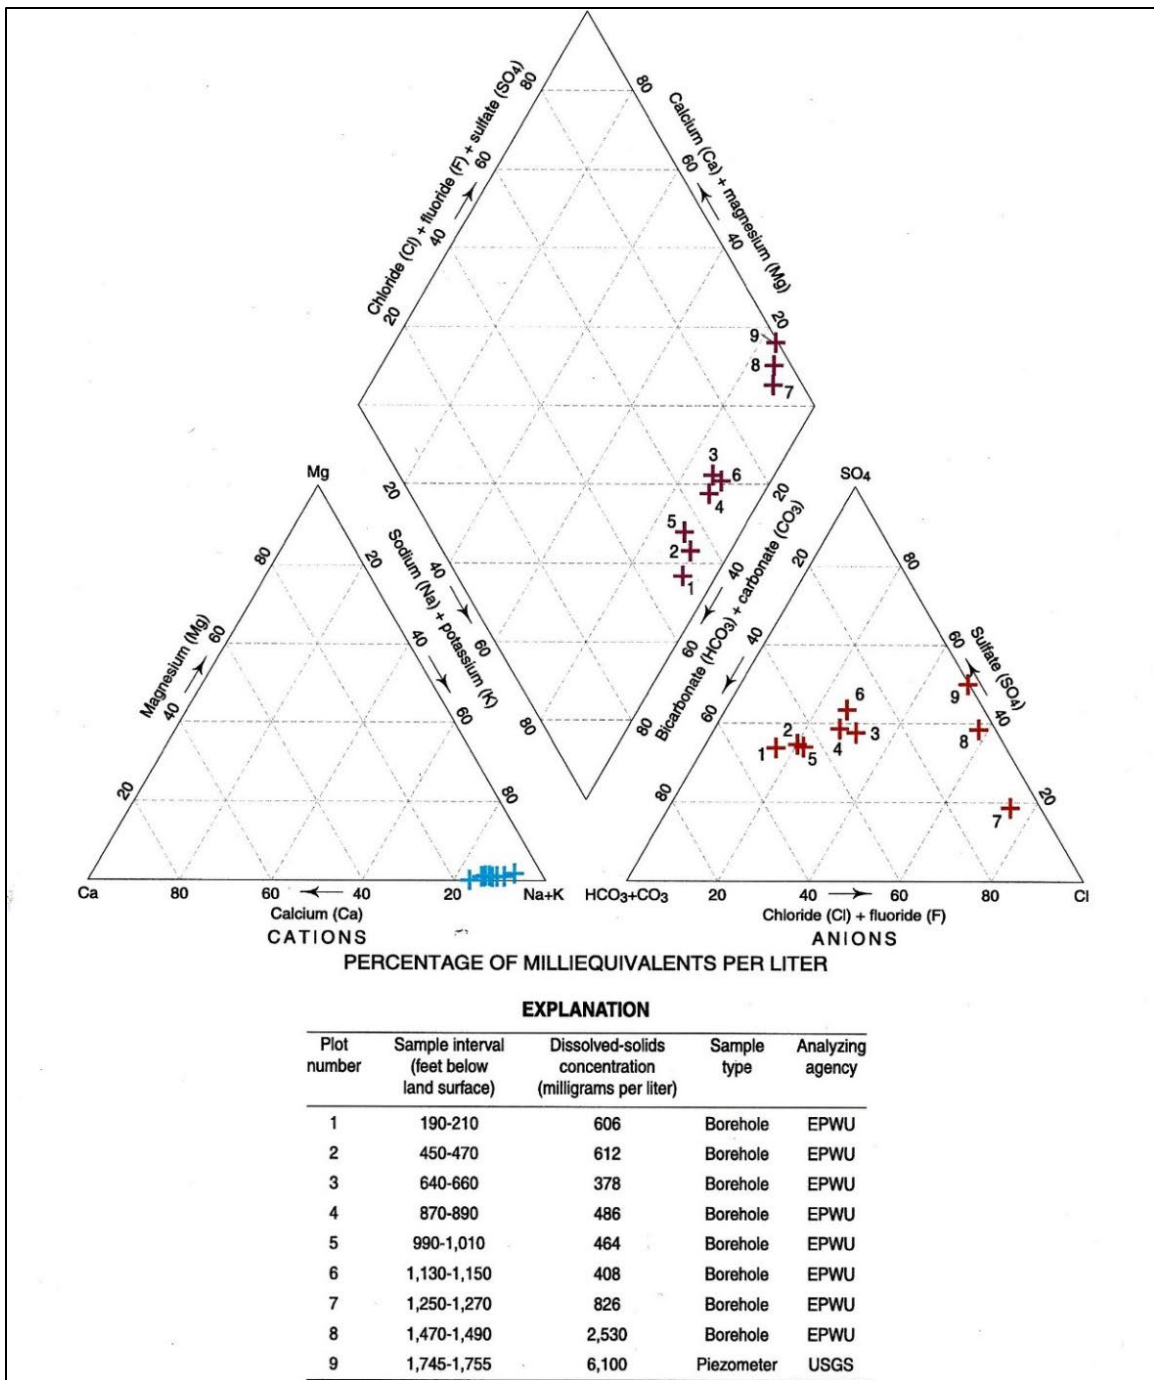 80
80
Chloride (Cl) + fluoride (F) + sulfate (SO4)
Calcium (Ca) + magnesium (Mg)
60
60
40
40
20
20
9
8
7
3
6
4
5
2
1
20
20
Sodium (Na) + potassium (K)
Bicarbonate (HCO3) + carbonate (CO3)
40
40
60
60
80
80
Mg
SO4
80
20
20
80
Magnesium (Mg)
60
40
40
60
Sulfate (SO4)
40
60
60
40
20
80
80
20
6
9
2
1
5
4
3
8
7
Ca
80
60
40
20
Na+K
HCO3+CO3
20
40
60
80
Cl
Calcium (Ca)
Chloride (Cl) + fluoride (F)
CATIONS
ANIONS
PERCENTAGE OF MILLIEQUIVALENTS PER LITER
EXPLANATION
Plot number
Sample interval (feet below land surface)
Dissolved-solids concentration (milligrams per liter)
Sample type
Analyzing agency
1 190-210 606 Borehole EPWU
2 450-470 612 Borehole EPWU
3 640-660 378 Borehole EPWU
4 870-890 486 Borehole EPWU
5 990-1,010 464 Borehole EPWU
6 1,130-1,150 408 Borehole EPWU
7 1,250-1,270 826 Borehole EPWU
8 1,470-1,490 2,530 Borehole EPWU
9 1,745-1,755 6,100 Piezometer USGS